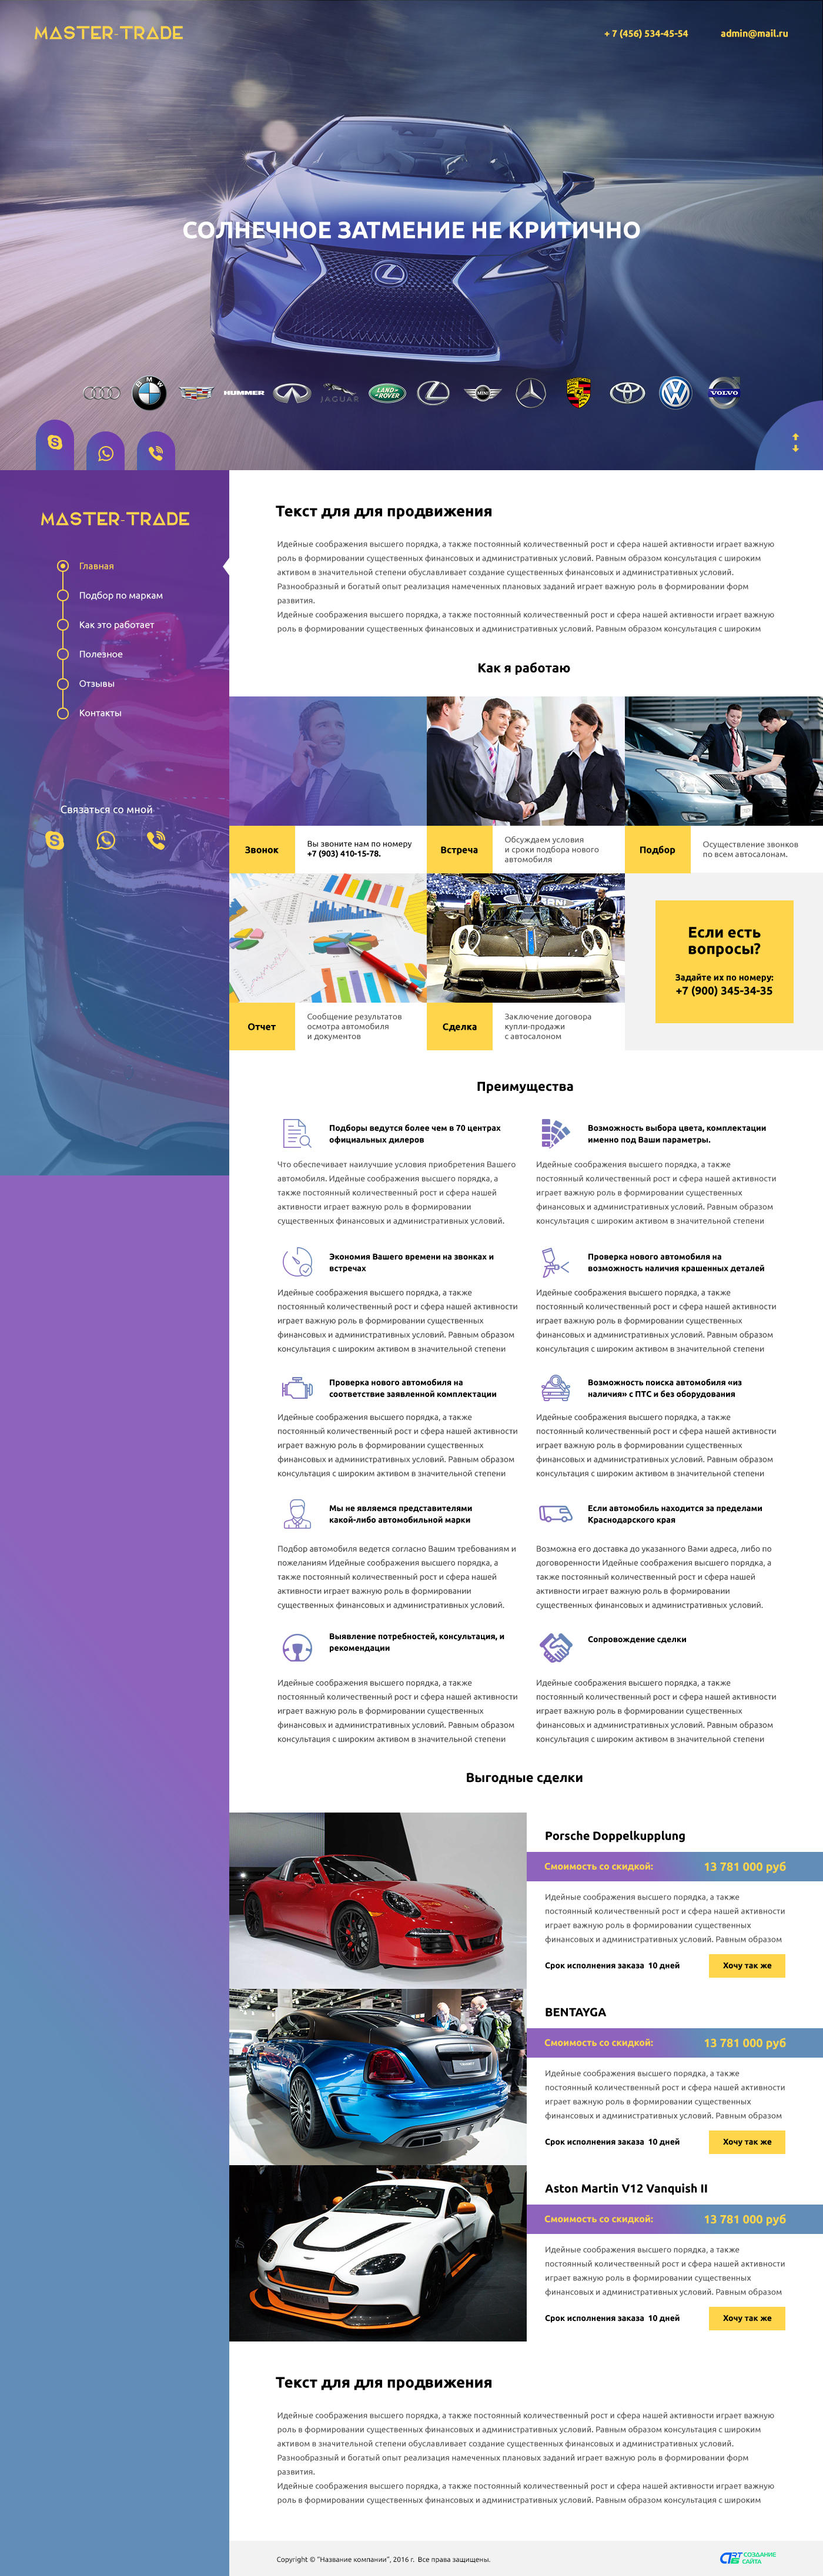 MASTER-TRADE
+ 7 (456) 534-45-54
admin@mail.ru
СОЛНЕЧНОЕ ЗАТМЕНИЕ НЕ КРИТИЧНО
BMW
HUMMER
JAGUAR
LAND-ROVER
MINI
VOLVO
MASTER-TRADE
Главная
Подбор по маркам
Как это работает
Полезное
Отзывы
Контакты
Связаться со мной
Текст для для продвижения
Идейные соображения высшего порядка, а также постоянный количественный рост и сфера нашей активности играет важную
роль в формировании существенных финансовых и административных условий. Равным образом консультация с широким
активом в значительной степени обуславливает создание существенных финансовых и административных условий.
Разнообразный и богатый опыт реализация намеченных плановых заданий играет важную роль в формировании форм
развития.
Идейные соображения высшего порядка, а также постоянный количественный рост и сфера нашей активности играет важную
роль в формировании существенных финансовых и административных условий. Равным образом консультация с широким
Как я работаю
Звонок
Вы звоните нам по номеру
+7 (903) 410-15-78.
Встреча
Обсуждаем условия
и сроки подбора нового
автомобиля
Подбор
Осуществление звонков
по всем автосалонам.
Отчет
Сообщение результатов
осмотра автомобиля
и документов
Сделка
Заключение договора
купли-продажи
с автосалоном
Если есть
вопросы?
Задайте их по номеру:
+7 (900) 345-34-35
Преимущества
Подборы ведутся более чем в 70 центрах
официальных дилеров
Что обеспечивает наилучшие условия приобретения Вашего
автомобиля. Идейные соображения высшего порядка, а
также постоянный количественный рост и сфера нашей
активности играет важную роль в формировании
существенных финансовых и административных условий.
Возможность выбора цвета, комплектации
именно под Ваши параметры.
Идейные соображения высшего порядка, а также
постоянный количественный рост и сфера нашей активности
играет важную роль в формировании существенных
финансовых и административных условий. Равным образом
консультация с широким активом в значительной степени
Экономия Вашего времени на звонках и
встречах
Идейные соображения высшего порядка, а также
постоянный количественный рост и сфера нашей активности
играет важную роль в формировании существенных
финансовых и административных условий. Равным образом
консультация с широким активом в значительной степени
Проверка нового автомобиля на
возможность наличия крашенных деталей
Идейные соображения высшего порядка, а также
постоянный количественный рост и сфера нашей активности
играет важную роль в формировании существенных
финансовых и административных условий. Равным образом
консультация с широким активом в значительной степени
Проверка нового автомобиля на
соответствие заявленной комплектации
Идейные соображения высшего порядка, а также
постоянный количественный рост и сфера нашей активности
играет важную роль в формировании существенных
финансовых и административных условий. Равным образом
консультация с широким активом в значительной степени
Возможность поиска автомобиля «из
наличия» с ПТС и без оборудования
Идейные соображения высшего порядка, а также
постоянный количественный рост и сфера нашей активности
играет важную роль в формировании существенных
финансовых и административных условий. Равным образом
консультация с широким активом в значительной степени
Мы не являемся представителями
какой-либо автомобильной марки
Подбор автомобиля ведется согласно Вашим требованиям и
пожеланиям Идейные соображения высшего порядка, а
также постоянный количественный рост и сфера нашей
активности играет важную роль в формировании
существенных финансовых и административных условий.
Если автомобиль находится за пределами
Краснодарского края
Возможна его доставка до указанного Вами адреса, либо по
договоренности Идейные соображения высшего порядка, а
также постоянный количественный рост и сфера нашей
активности играет важную роль в формировании
существенных финансовых и административных условий.
Выявление потребностей, консультация, и
рекомендации
Идейные соображения высшего порядка, а также
постоянный количественный рост и сфера нашей активности
играет важную роль в формировании существенных
финансовых и административных условий. Равным образом
консультация с широким активом в значительной степени
Сопровождение сделки
Идейные соображения высшего порядка, а также
постоянный количественный рост и сфера нашей активности
играет важную роль в формировании существенных
финансовых и административных условий. Равным образом
консультация с широким активом в значительной степени
Выгодные сделки
Porsche Doppelkupplung
Смоимость со скидкой: 13 781 000 руб
Идейные соображения высшего порядка, а также
постоянный количественный рост и сфера нашей активности
играет важную роль в формировании существенных
финансовых и административных условий. Равным образом
Срок исполнения заказа 10 дней
Хочу так же
BENTAYGA
Смоимость со скидкой: 13 781 000 руб
Идейные соображения высшего порядка, а также
постоянный количественный рост и сфера нашей активности
играет важную роль в формировании существенных
финансовых и административных условий. Равным образом
Срок исполнения заказа 10 дней
Хочу так же
Aston Martin V12 Vanquish II
Смоимость со скидкой: 13 781 000 руб
Идейные соображения высшего порядка, а также
постоянный количественный рост и сфера нашей активности
играет важную роль в формировании существенных
финансовых и административных условий. Равным образом
Срок исполнения заказа 10 дней
Хочу так же
Текст для для продвижения
Идейные соображения высшего порядка, а также постоянный количественный рост и сфера нашей активности играет важную
роль в формировании существенных финансовых и административных условий. Равным образом консультация с широким
активом в значительной степени обуславливает создание существенных финансовых и административных условий.
Разнообразный и богатый опыт реализация намеченных плановых заданий играет важную роль в формировании форм
развития.
Идейные соображения высшего порядка, а также постоянный количественный рост и сфера нашей активности играет важную
роль в формировании существенных финансовых и административных условий. Равным образом консультация с широким
Copyright © "Название компании", 2016 г. Все права защищены.
СОЗДАНИЕ
САЙТА